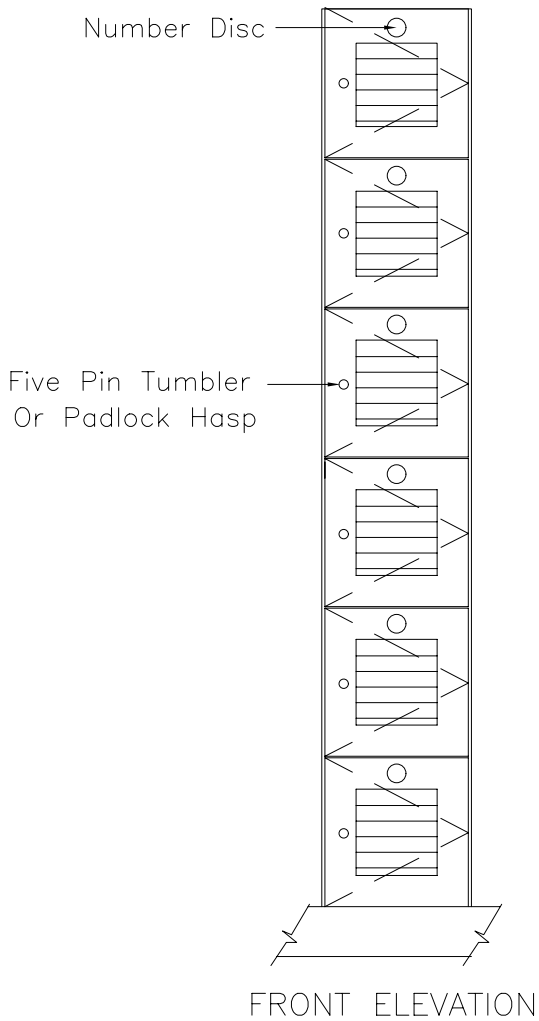 Number Disc
Five Pin Tumbler
Or Padlock Hasp
FRONT ELEVATION